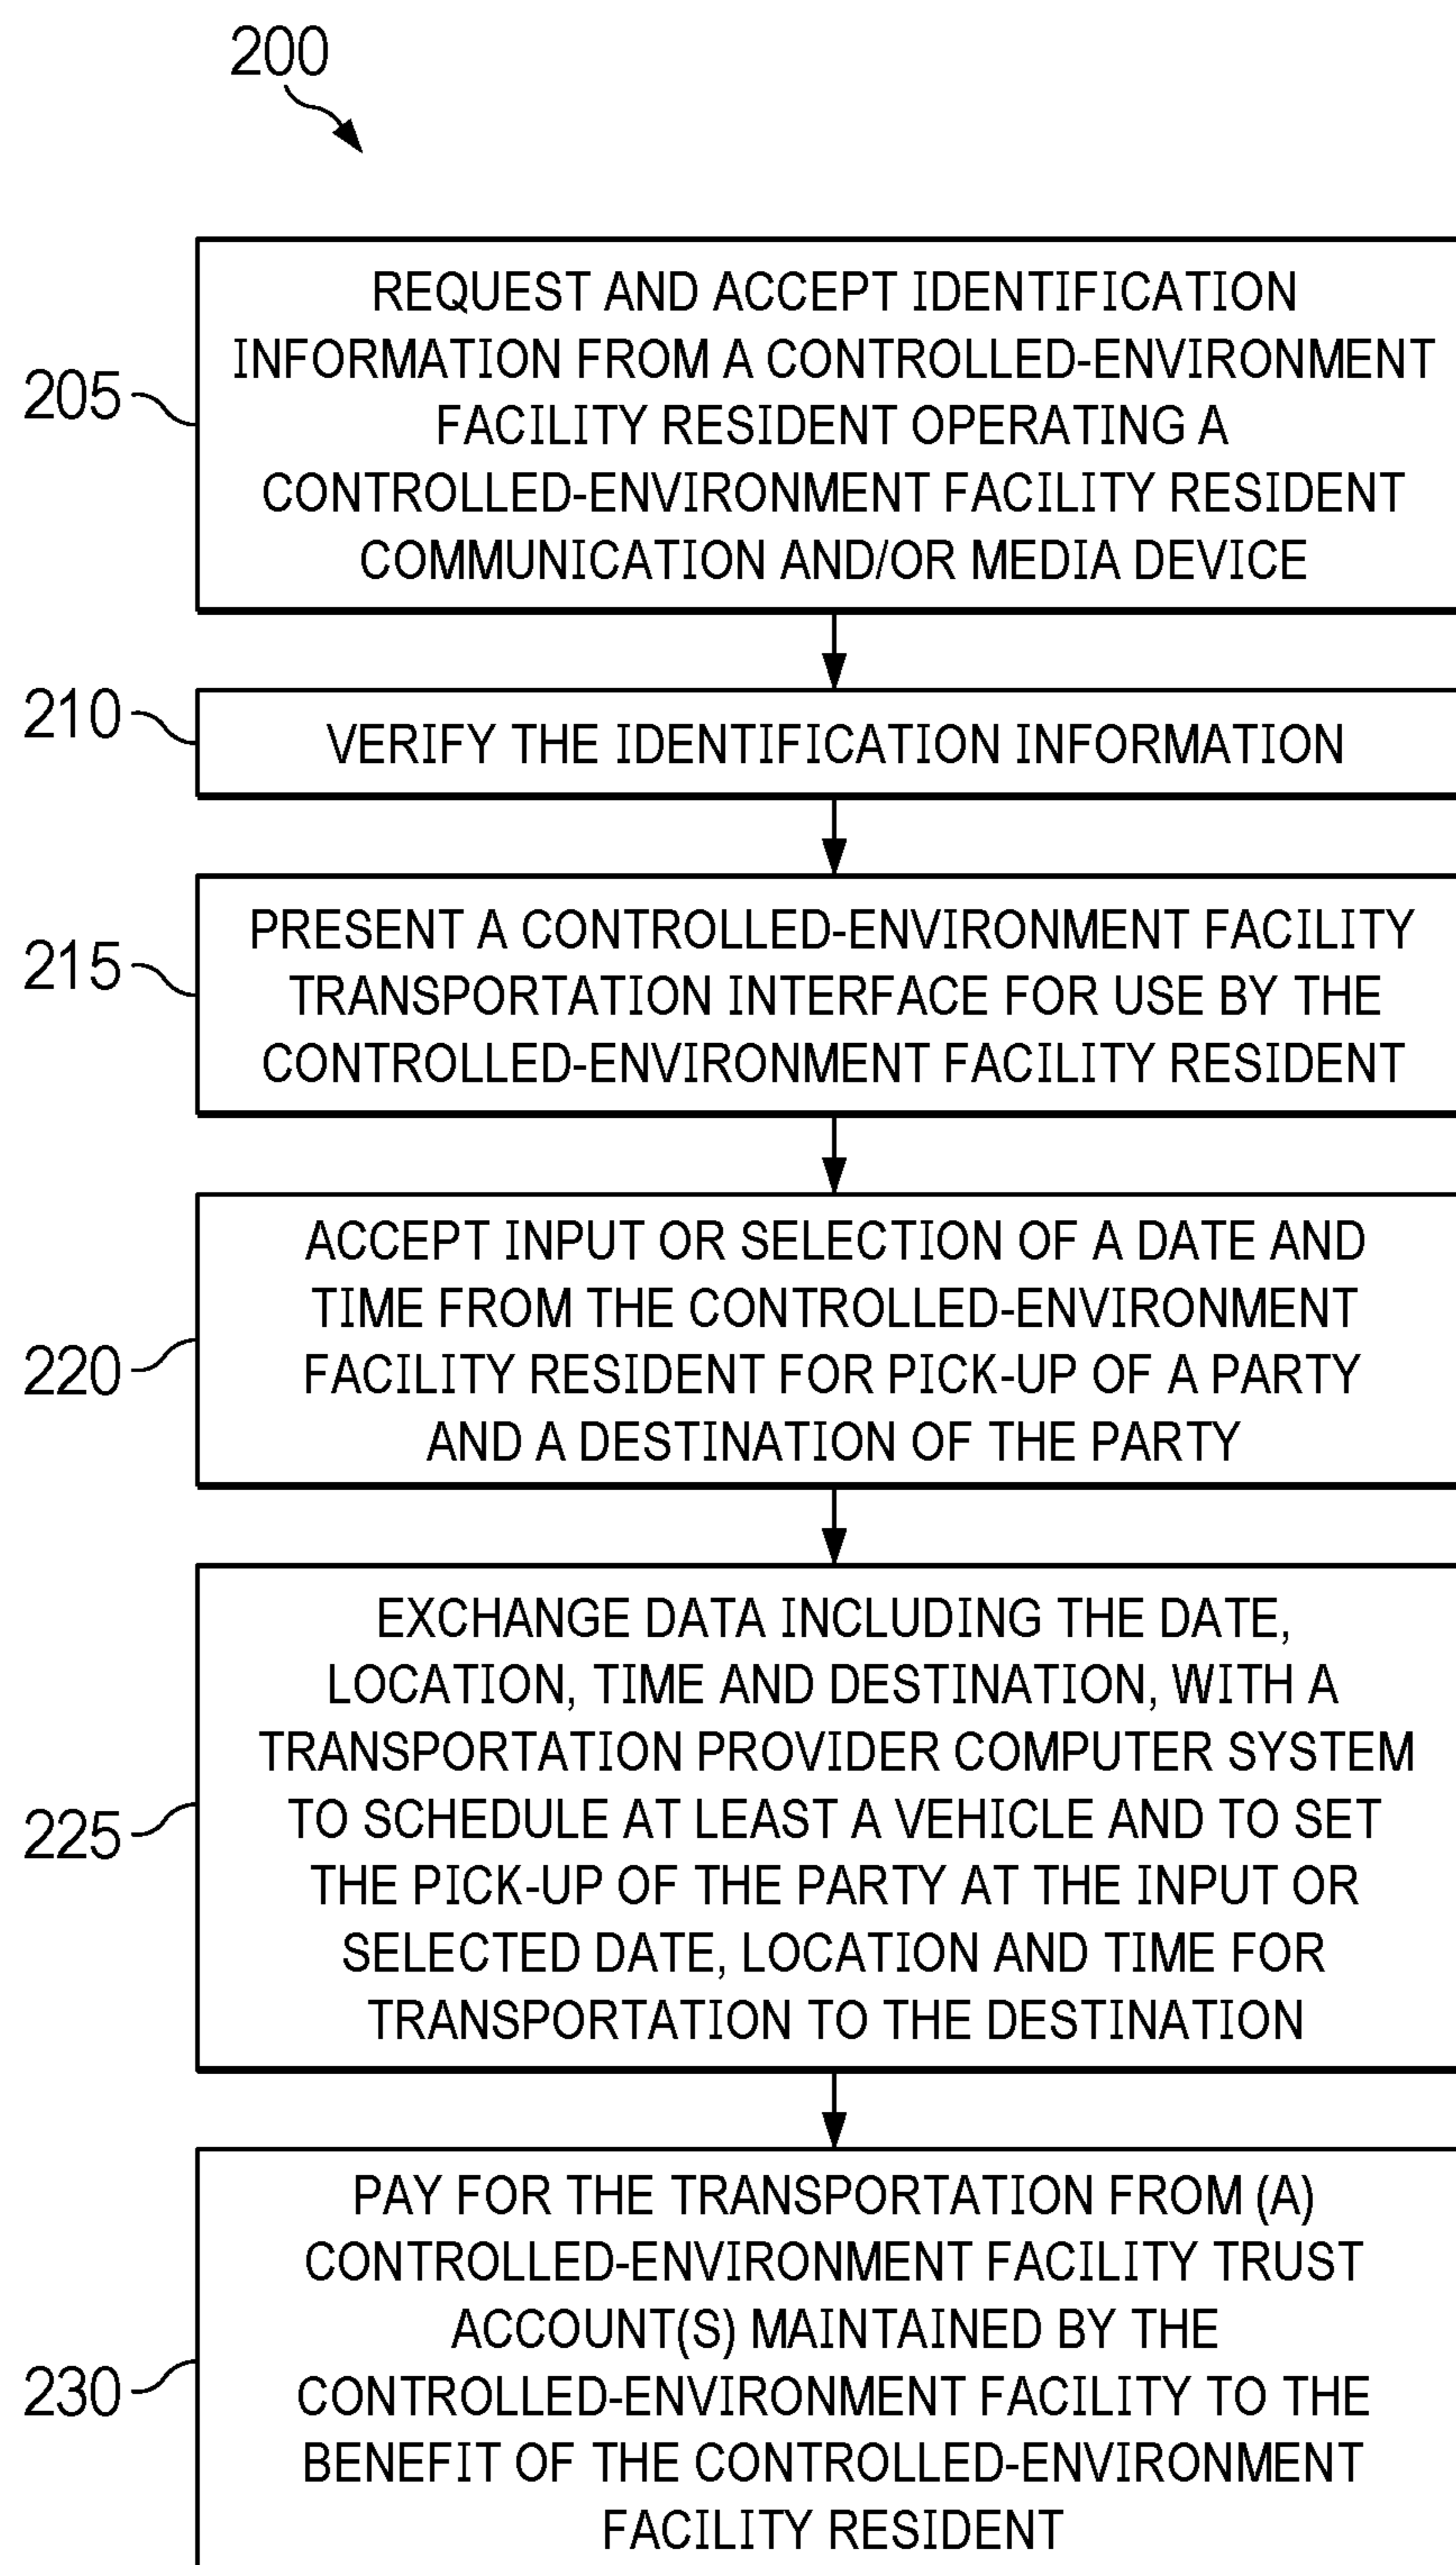 200
205
REQUEST AND ACCEPT IDENTIFICATION
INFORMATION FROM A CONTROLLED-ENVIRONMENT
FACILITY RESIDENT OPERATING A
CONTROLLED-ENVIRONMENT FACILITY RESIDENT
COMMUNICATION AND/OR MEDIA DEVICE
210
VERIFY THE IDENTIFICATION INFORMATION
215
PRESENT A CONTROLLED-ENVIRONMENT FACILITY
TRANSPORTATION INTERFACE FOR USE BY THE
CONTROLLED-ENVIRONMENT FACILITY RESIDENT
220
ACCEPT INPUT OR SELECTION OF A DATE AND
TIME FROM THE CONTROLLED-ENVIRONMENT
FACILITY RESIDENT FOR PICK-UP OF A PARTY
AND A DESTINATION OF THE PARTY
225
EXCHANGE DATA INCLUDING THE DATE,
LOCATION, TIME AND DESTINATION, WITH A
TRANSPORTATION PROVIDER COMPUTER SYSTEM
TO SCHEDULE AT LEAST A VEHICLE AND TO SET
THE PICK-UP OF THE PARTY AT THE INPUT OR
SELECTED DATE, LOCATION AND TIME FOR
TRANSPORTATION TO THE DESTINATION
230
PAY FOR THE TRANSPORTATION FROM (A)
CONTROLLED-ENVIRONMENT FACILITY TRUST
ACCOUNT(S) MAINTAINED BY THE
CONTROLLED-ENVIRONMENT FACILITY TO THE
BENEFIT OF THE CONTROLLED-ENVIRONMENT
FACILITY RESIDENT